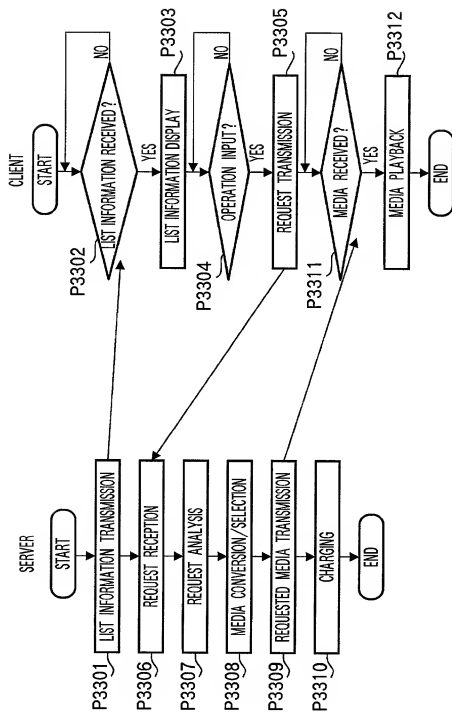 SERVER
START
P3301
LIST INFORMATION TRANSMISSION
P3306
REQUEST RECEPTION
P3307
REQUEST ANALYSIS
P3308
MEDIA CONVERSION/SELECTION
P3309
REQUESTED MEDIA TRANSMISSION
P3310
CHARGING
END
CLIENT
START
P3302
LIST INFORMATION RECEIVED?
NO
YES
P3303
LIST INFORMATION DISPLAY
P3304
OPERATION INPUT?
NO
YES
P3305
REQUEST TRANSMISSION
P3311
MEDIA RECEIVED?
NO
YES
P3312
MEDIA PLAYBACK
END